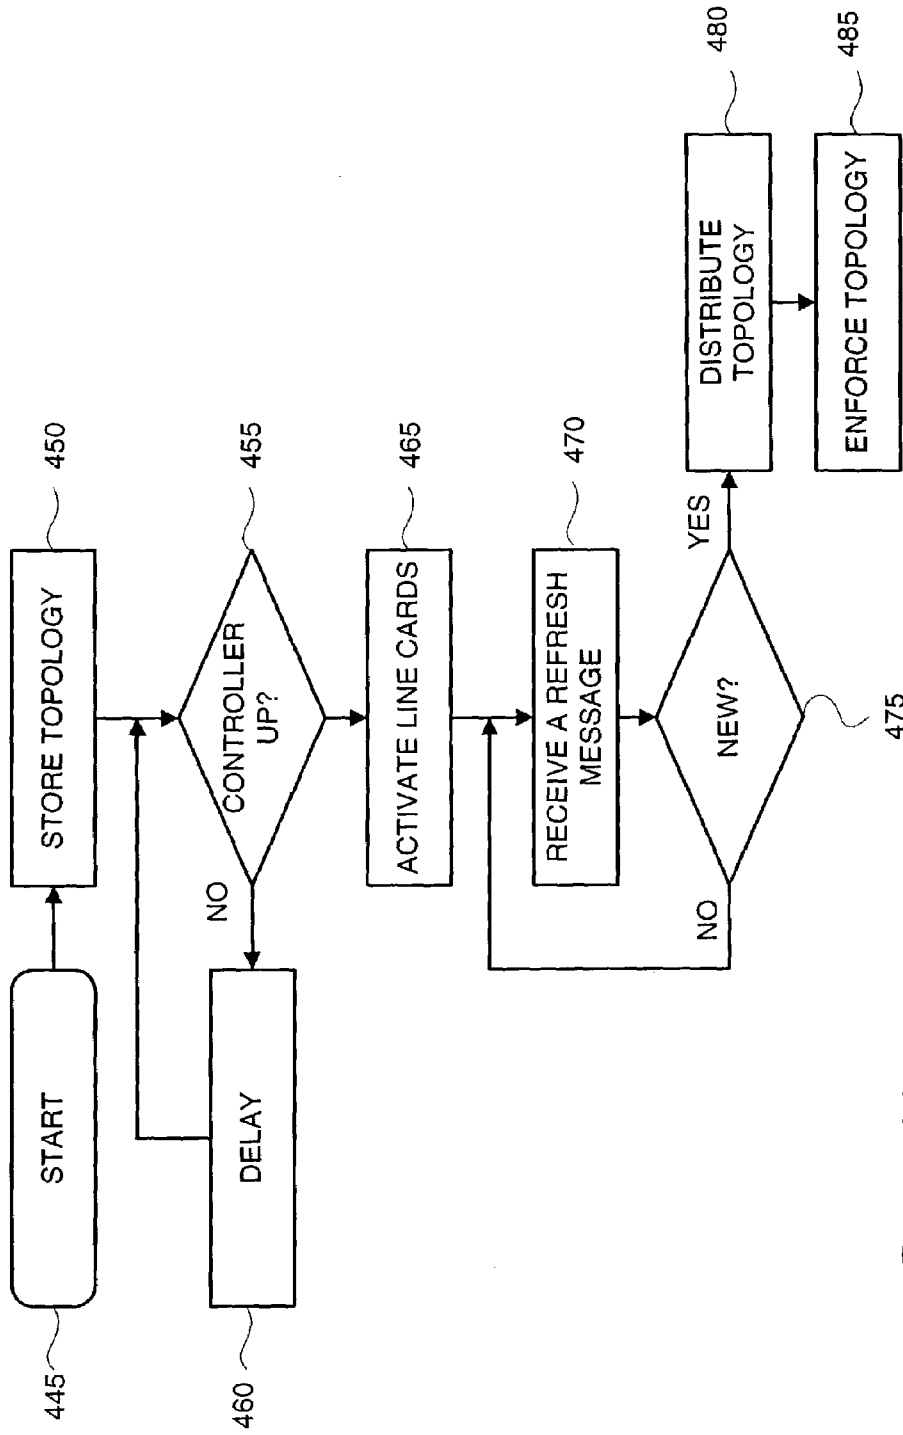 START
445
STORE TOPOLOGY
450
CONTROLLER
UP?
455
NO
DELAY
460
ACTIVATE LINE CARDS
465
RECEIVE A REFRESH
MESSAGE
470
NEW?
475
NO
YES
DISTRIBUTE
TOPOLOGY
480
ENFORCE TOPOLOGY
485